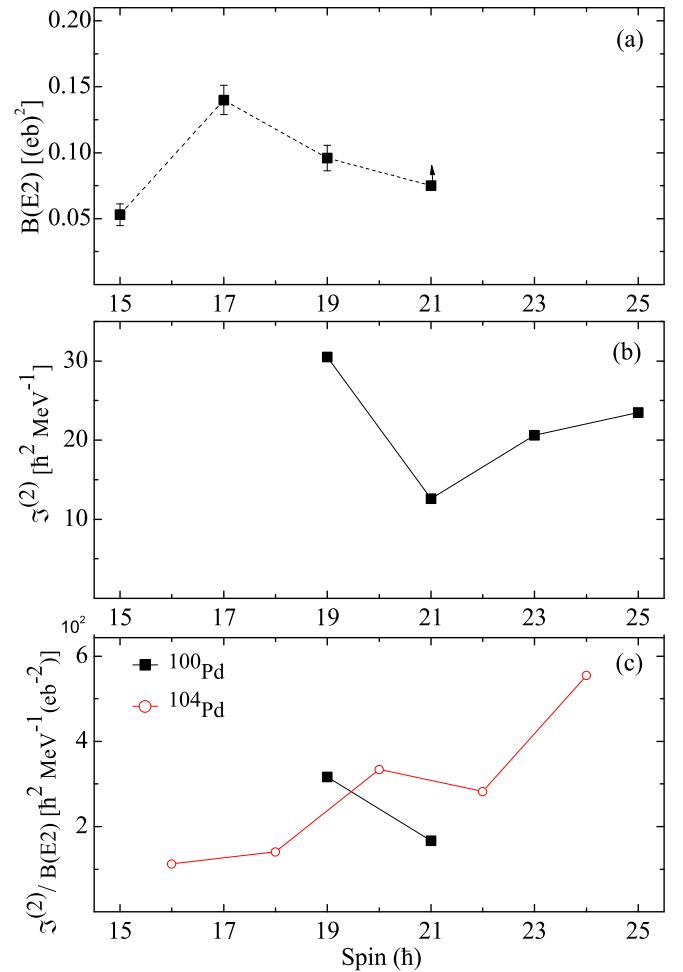 0.20
(a)
0.15
0.10
0.05
B(E2) [(eb)²]
15 17 19 21 23 25
(b)
30
20
10
ℑ⁽²⁾ [ħ² MeV⁻¹]
15 17 19 21 23 25
10²
6
(c)
¹⁰⁰Pd
¹⁰⁴Pd
4
2
ℑ⁽²⁾/ B(E2) [ħ² MeV⁻¹(eb⁻²)]
15 17 19 21 23 25
Spin (ħ)